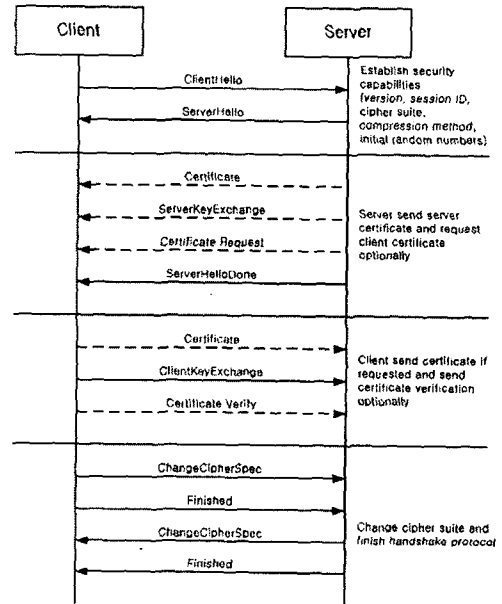 Client
Server
ClientHello
ServerHello
Establish security
capabilities
(version, session ID,
cipher suite,
compression method,
initial random numbers)
Certificate
ServerKeyExchange
Certificate Request
ServerHelloDone
Server send server
certificate and request
client certificate
optionally
Certificate
ClientKeyExchange
Certificate Verify
Client send certificate if
requested and send
certificate verification
optionally
ChangeCipherSpec
Finished
ChangeCipherSpec
Finished
Change cipher suite and
finish handshake protocol